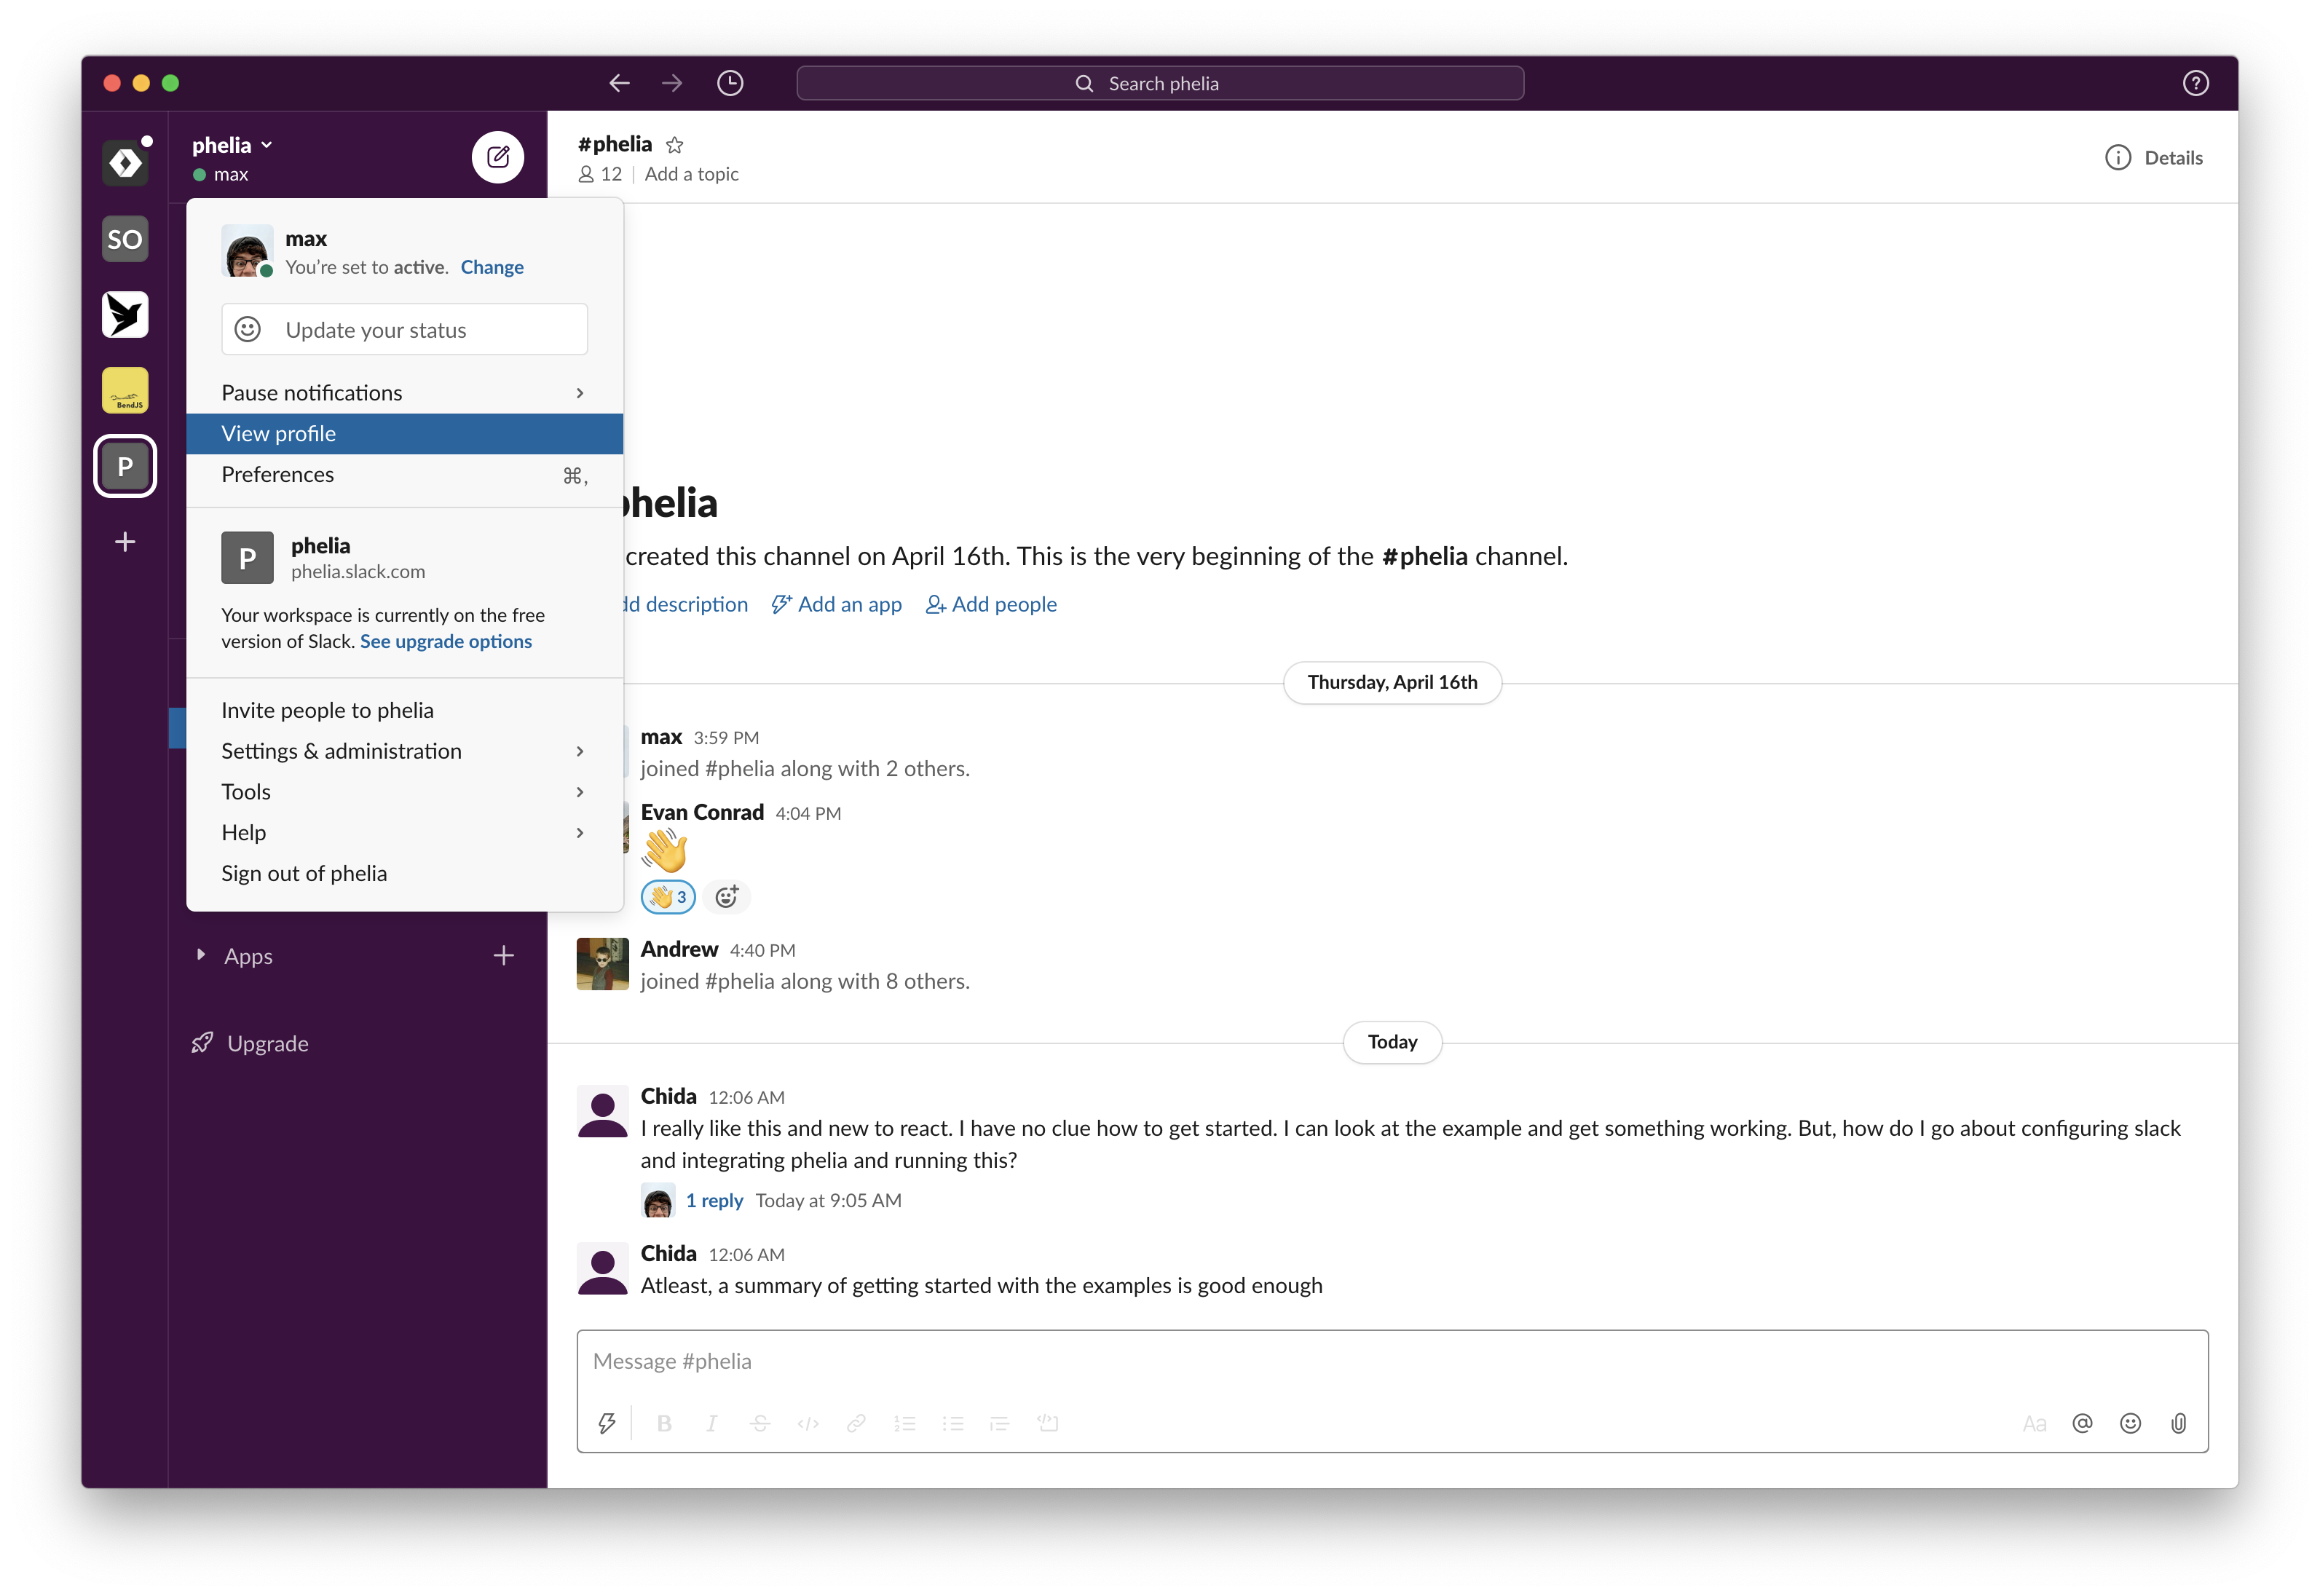 Search phelia
phelia
max
#phelia
12
Add a topic
Details
SO
BendJS
P
max
You're set to active. Change
Update your status
Pause notifications
View profile
Preferences
⌘,
P
phelia
phelia.slack.com
Your workspace is currently on the free
version of Slack. See upgrade options
Invite people to phelia
Settings & administration
Tools
Help
Sign out of phelia
Apps
Upgrade
phelia
created this channel on April 16th. This is the very beginning of the #phelia channel.
dd description
Add an app
Add people
Thursday, April 16th
max 3:59 PM
joined #phelia along with 2 others.
Evan Conrad 4:04 PM
3
Andrew 4:40 PM
joined #phelia along with 8 others.
Today
Chida 12:06 AM
I really like this and new to react. I have no clue how to get started. I can look at the example and get something working. But, how do I go about configuring slack
and integrating phelia and running this?
1 reply Today at 9:05 AM
Chida 12:06 AM
Atleast, a summary of getting started with the examples is good enough
Message #phelia
B I S
Aa @